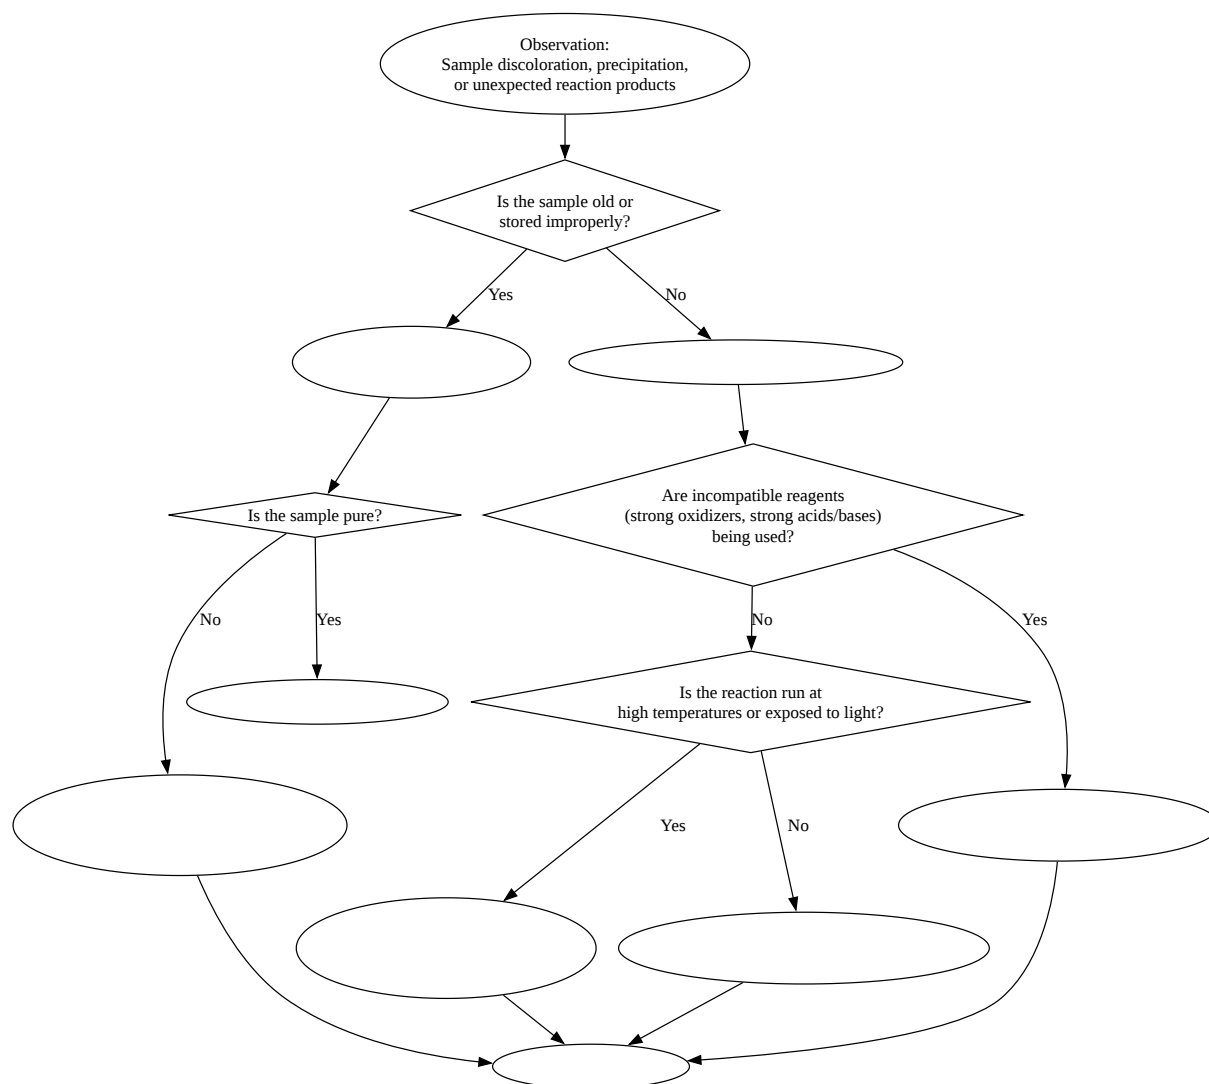 Observation:
Sample discoloration, precipitation,
or unexpected reaction products
Is the sample old or
stored improperly?
Yes
No
Is the sample pure?
Are incompatible reagents
(strong oxidizers, strong acids/bases)
being used?
No
Yes
No
Yes
Is the reaction run at
high temperatures or exposed to light?
Yes
No